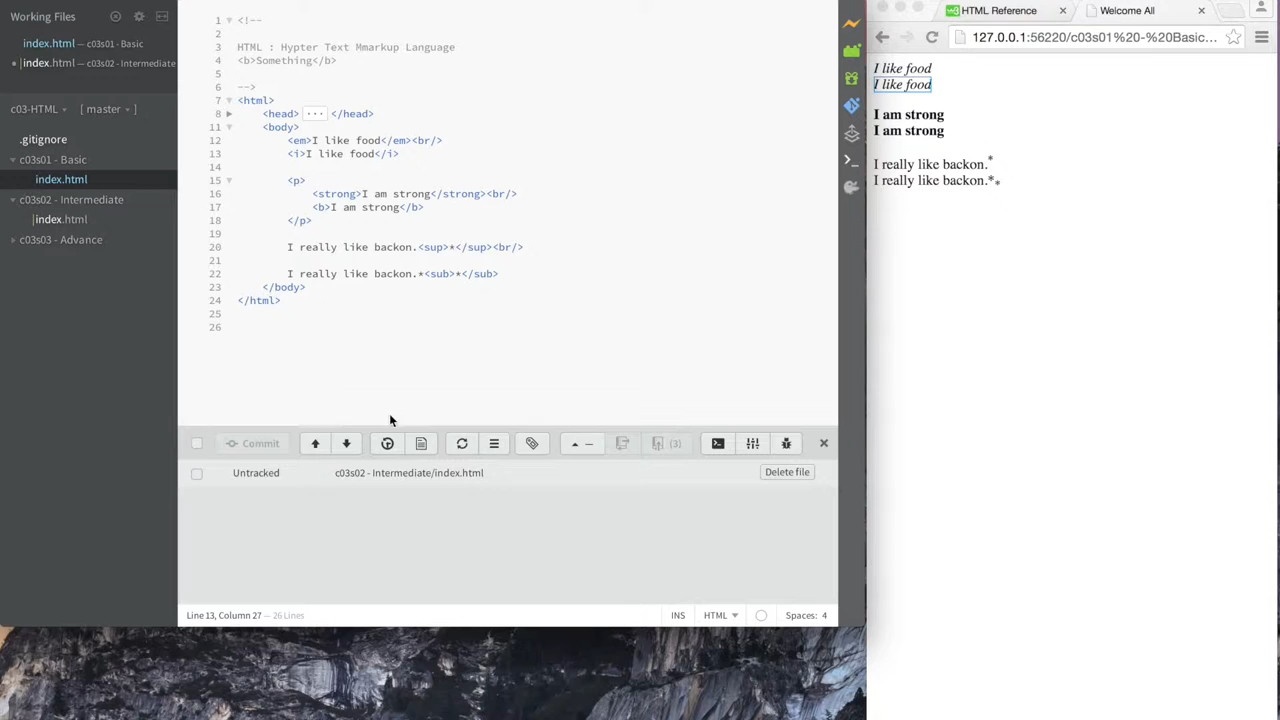 Working Files
index.html — c03s01 - Basic
index.html — c03s02 - Intermediate
c03-HTML [ master ]
.gitignore
c03s01 - Basic
index.html
c03s02 - Intermediate
index.html
c03s03 - Advance
1 <!--
2
3 HTML : Hypter Text Mmarkup Language
4 <b>Something</b>
5
6 -->
7 <html>
8 <head> ... </head>
11 <body>
12 <em>I like food</em><br/>
13 <i>I like food</i>
14
15 <p>
16 <strong>I am strong</strong><br/>
17 <b>I am strong</b>
18 </p>
19
20 I really like backon.<sup>*</sup><br/>
21
22 I really like backon.*<sub>*</sub>
23 </body>
24 </html>
25
26
Commit
(3)
Untracked c03s02 - Intermediate/index.html Delete file
Line 13, Column 27 — 26 Lines INS HTML Spaces: 4
HTML Reference × Welcome All ×
127.0.0.1:56220/c03s01%20-%20Basic...
I like food
I like food
I am strong
I am strong
I really like backon.*
I really like backon.**